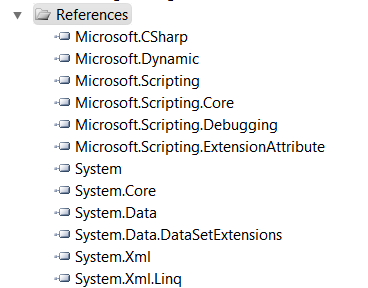 References
Microsoft.CSharp
Microsoft.Dynamic
Microsoft.Scripting
Microsoft.Scripting.Core
Microsoft.Scripting.Debugging
Microsoft.Scripting.ExtensionAttribute
System
System.Core
System.Data
System.Data.DataSetExtensions
System.Xml
System.Xml.Linq